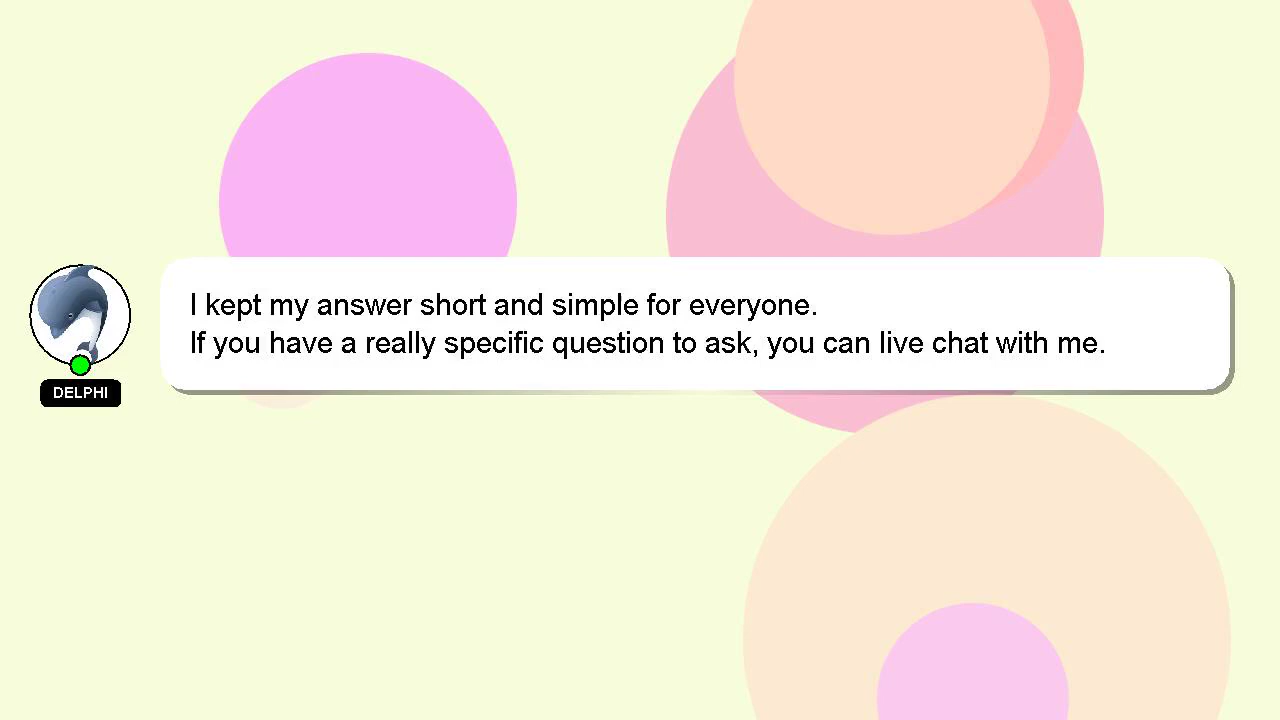 I kept my answer short and simple for everyone.
If you have a really specific question to ask, you can live chat with me.
DELPHI